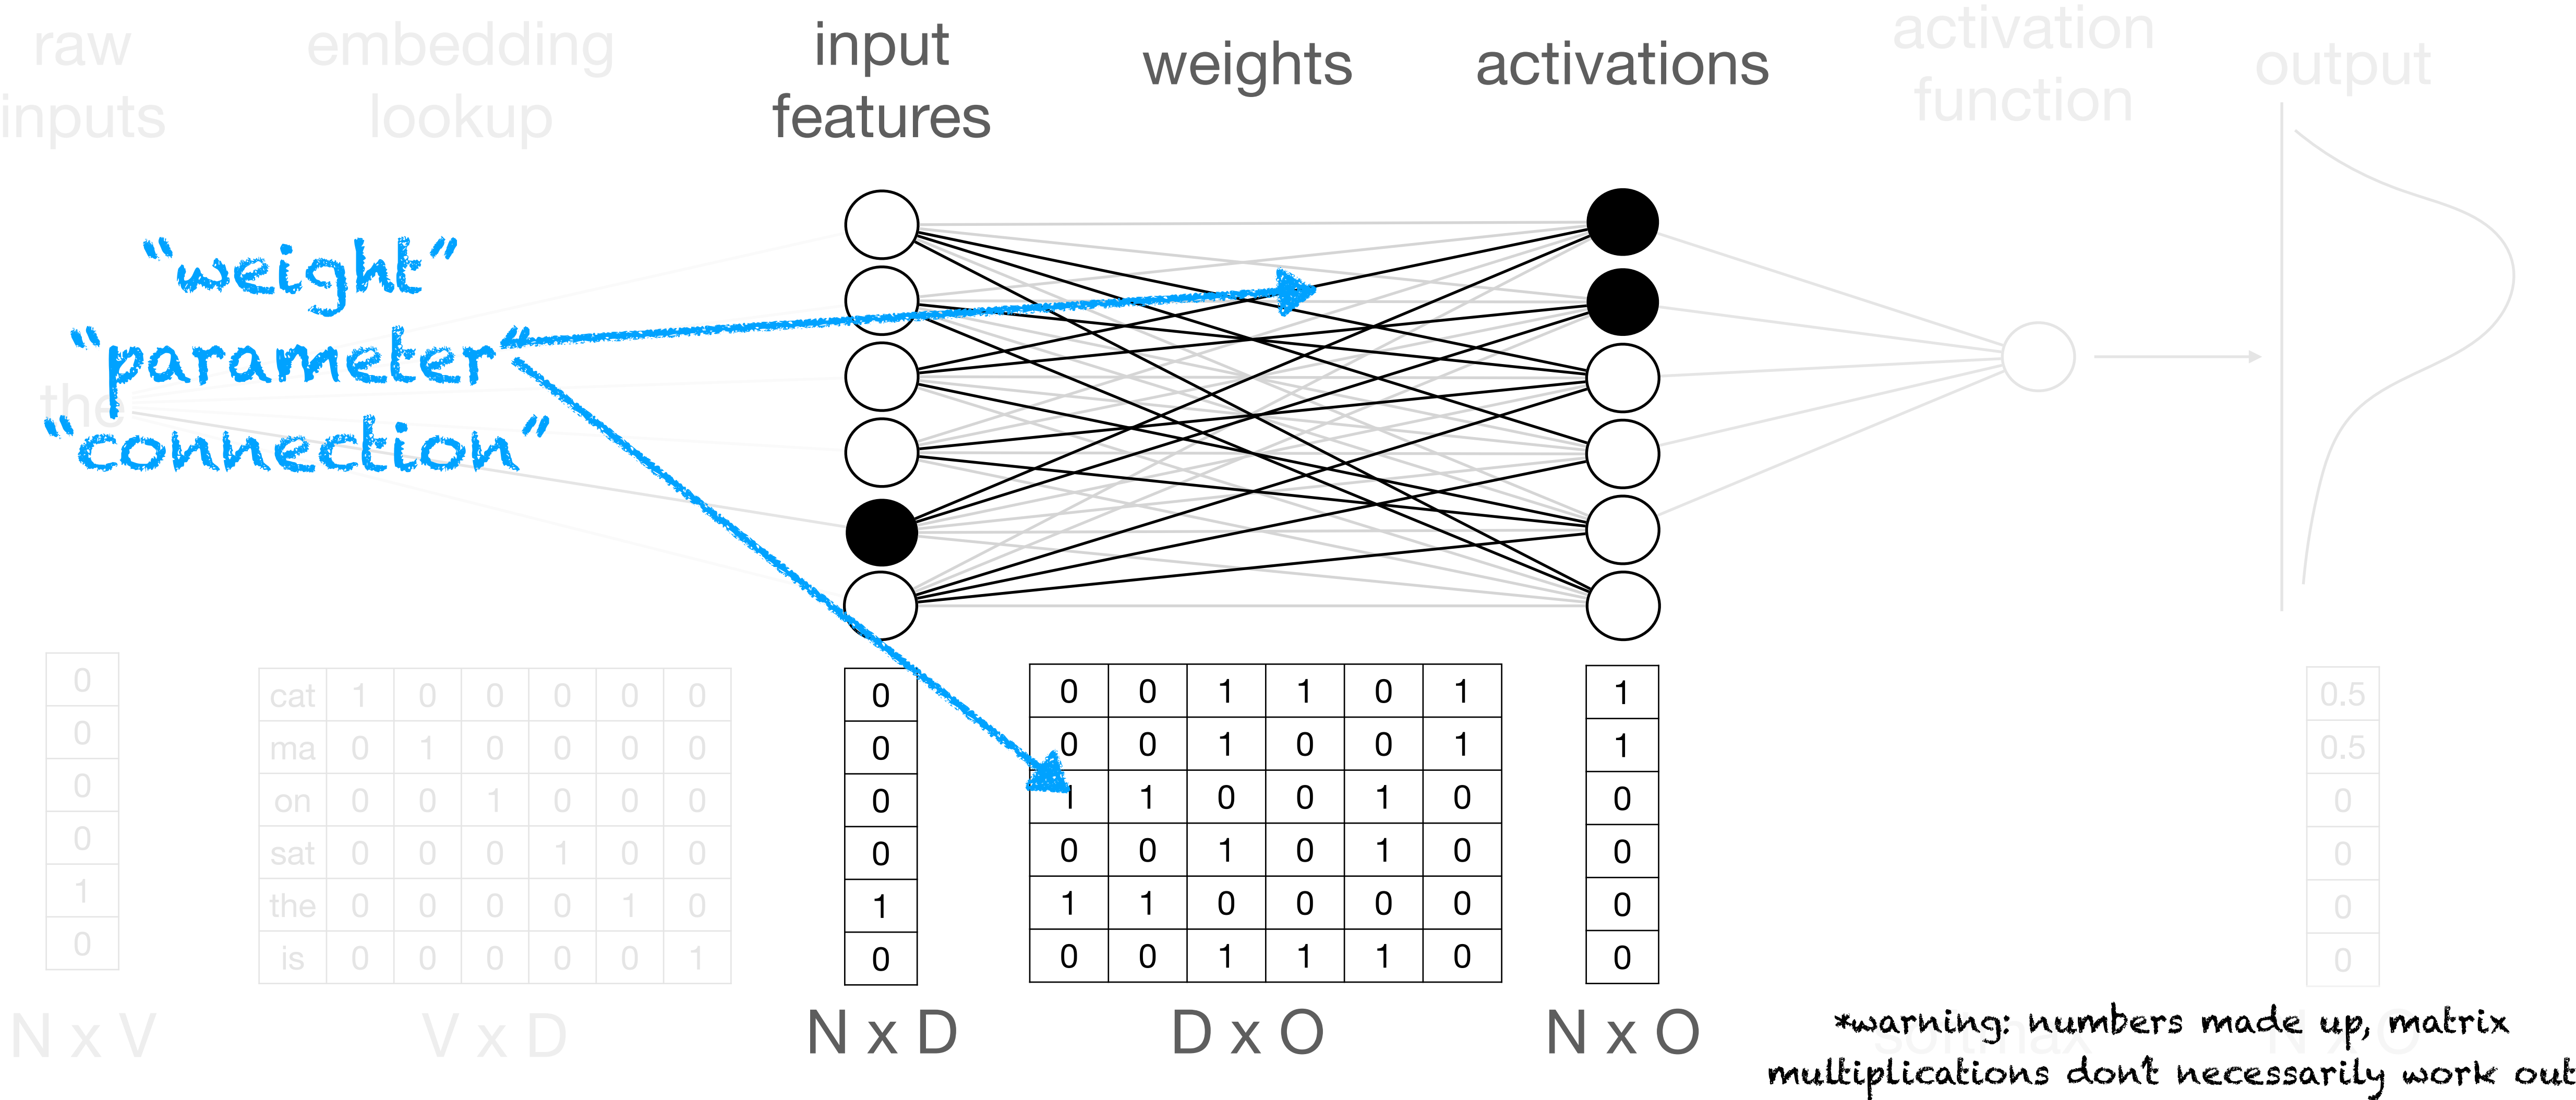 raw
inputs
embedding
lookup
input
features
weights
activations
activation
function
output
“weight”
“parameter”
“connection”
the
0
0
0
0
1
0
N x V
cat 1 0 0 0 0 0
ma 0 1 0 0 0 0
on 0 0 1 0 0 0
sat 0 0 0 1 0 0
the 0 0 0 0 1 0
is 0 0 0 0 0 1
V x D
0
0
0
0
1
0
N x D
0 0 1 1 0 1
0 0 1 0 0 1
1 1 0 0 1 0
0 0 1 0 1 0
1 1 0 0 0 0
0 0 1 1 1 0
D x O
1
1
0
0
0
0
N x O
softmax
0.5
0.5
0
0
0
0
N x O
*warning: numbers made up, matrix
multiplications don't necessarily work out